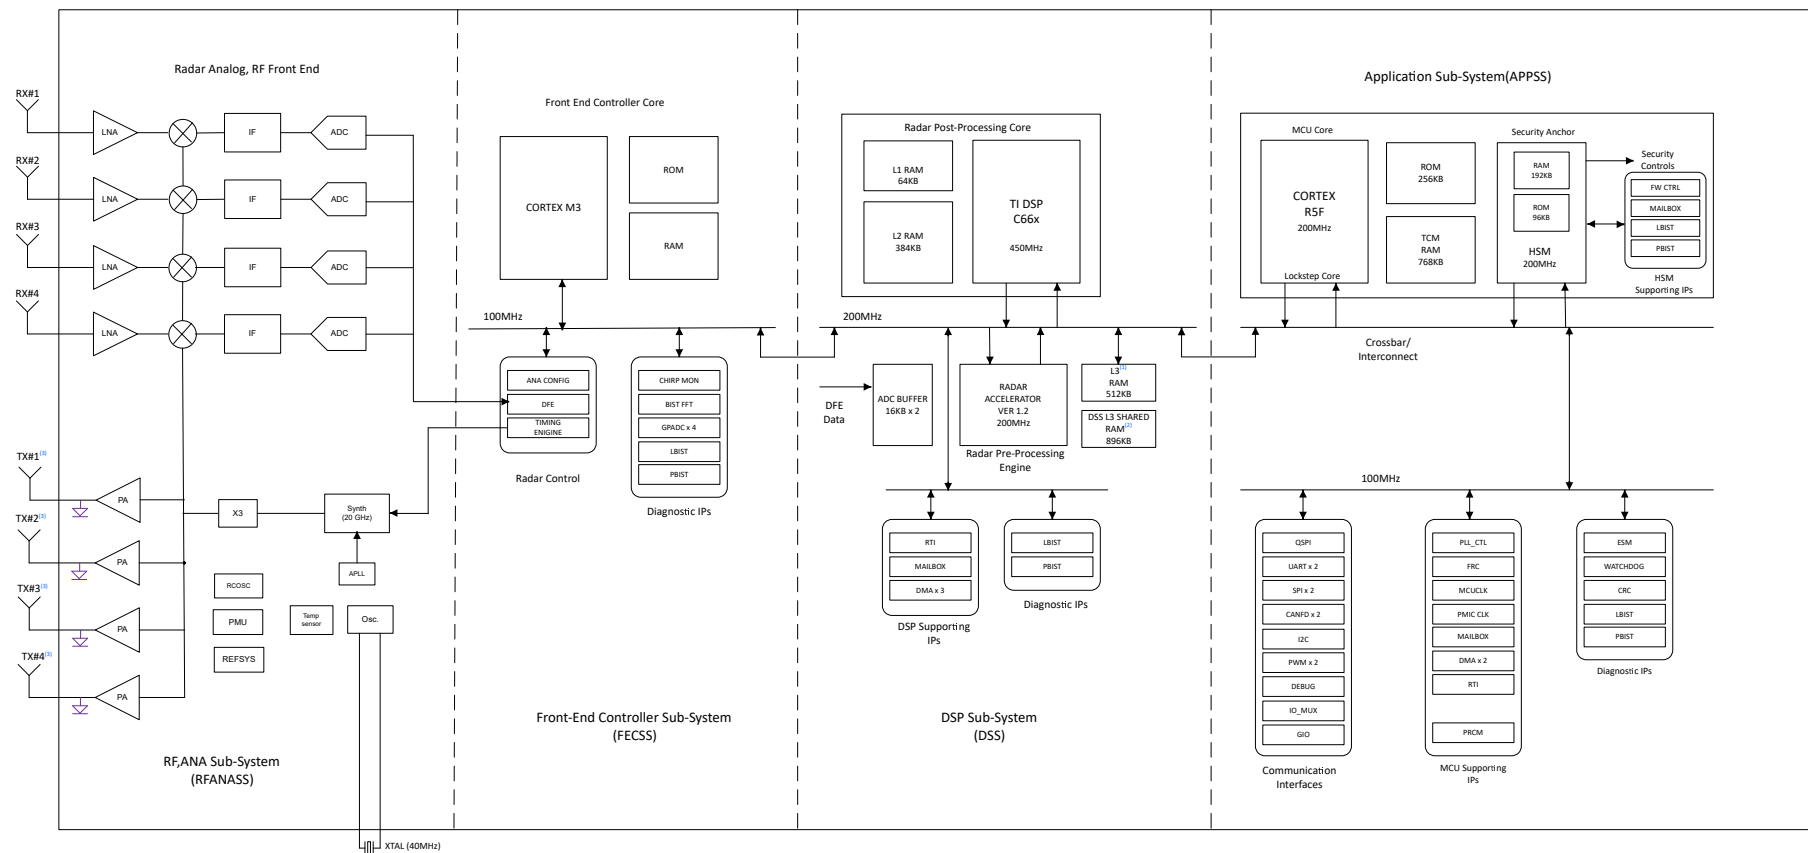 Radar Analog, RF Front End
RX#1
LNA
IF
ADC
RX#2
LNA
IF
ADC
RX#3
LNA
IF
ADC
RX#4
LNA
IF
ADC
TX#1(3)
PA
X3
Synth
(20 GHz)
TX#2(3)
PA
APLL
RCOSC
TX#3(3)
PA
PMU
Temp
sensor
Osc.
REFSYS
TX#4(3)
PA
RF,ANA Sub-System
(RFANASS)
XTAL (40MHz)
Front End Controller Core
CORTEX M3
ROM
RAM
100MHz
ANA CONFIG
DFE
TIMING
ENIGINE
Radar Control
CHIRP MON
BIST FFT
GPADC x 4
LBIST
PBIST
Diagnostic IPs
Front-End Controller Sub-System
(FECSS)
Radar Post-Processing Core
L1 RAM
64KB
L2 RAM
384KB
TI DSP
C66x
450MHz
200MHz
DFE
Data
ADC BUFFER
16KB x 2
RADAR
ACCELERATOR
VER 1.2
200MHz
Radar Pre-Processing
Engine
L3(1)
RAM
512KB
DSS L3 SHARED
RAM(2)
896KB
RTI
MAILBOX
DMA x 3
DSP Supporting
IPs
LBIST
PBIST
Diagnostic IPs
DSP Sub-System
(DSS)
Application Sub-System(APPSS)
MCU Core
CORTEX
R5F
200MHz
Lockstep Core
ROM
256KB
TCM
RAM
768KB
Security Anchor
RAM
192KB
ROM
96KB
HSM
200MHz
Security
Controls
FW CTRL
MAILBOX
LBIST
PBIST
HSM
Supporting IPs
Crossbar/
Interconnect
100MHz
QSPI
UART x 2
SPI x 2
CANFD x 2
I2C
PWM x 2
DEBUG
IO_MUX
GIO
Communication
Interfaces
PLL_CTL
FRC
MCUCLK
PMIC CLK
MAILBOX
DMA x 2
RTI
PRCM
MCU Supporting
IPs
ESM
WATCHDOG
CRC
LBIST
PBIST
Diagnostic IPs